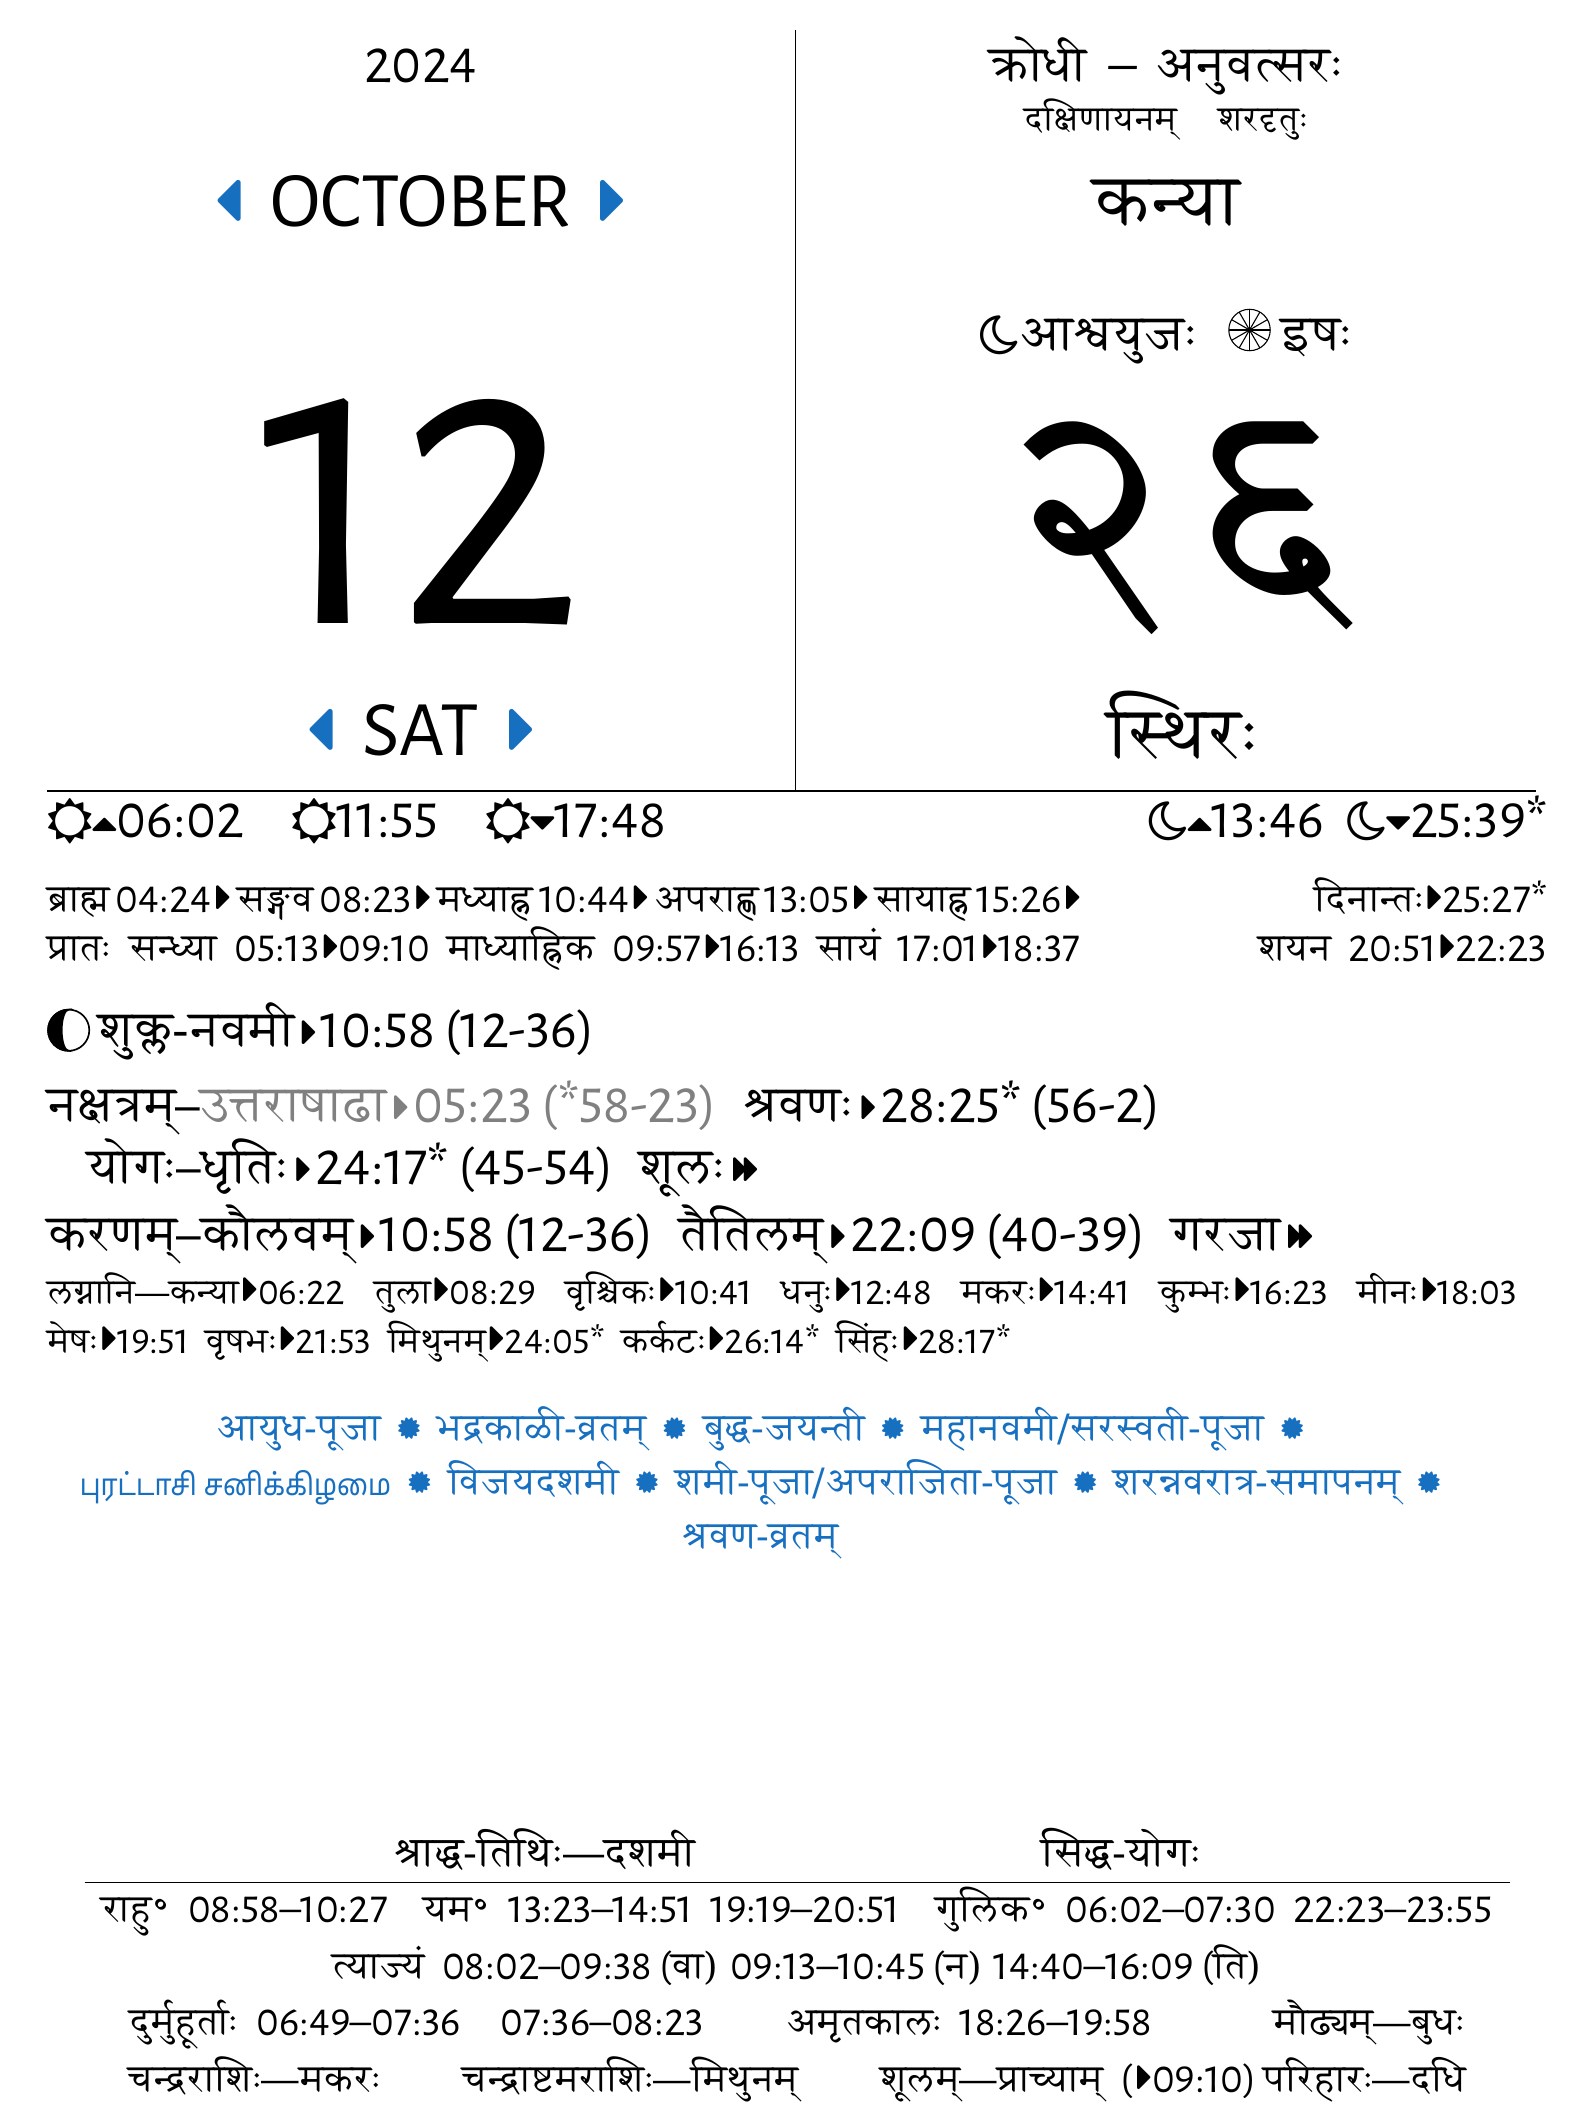 2024
OCTOBER
12
SAT
क्रोधी – अनुवत्सरः
दक्षिणायनम् शरदृतुः
कन्या
आश्वयुजः इषः
२६
स्थिरः
06:02 11:55 17:48 13:46 25:39*
ब्राह्म 04:24 सङ्गव 08:23 मध्याह्न 10:44 अपराह्ण 13:05 सायाह्न 15:26 दिनान्तः 25:27*
प्रातः सन्ध्या 05:13 09:10 माध्याह्निक 09:57 16:13 सायं 17:01 18:37 शयन 20:51 22:23
शुक्ल-नवमी 10:58 (12-36)
नक्षत्रम्–उत्तराषाढा 05:23 (*58-23) श्रवणः 28:25* (56-2)
योगः–धृतिः 24:17* (45-54) शूलः
करणम्–कौलवम् 10:58 (12-36) तैतिलम् 22:09 (40-39) गरजा
लग्नानि—कन्या 06:22 तुला 08:29 वृश्चिकः 10:41 धनुः 12:48 मकरः 14:41 कुम्भः 16:23 मीनः 18:03
मेषः 19:51 वृषभः 21:53 मिथुनम् 24:05* कर्कटः 26:14* सिंहः 28:17*
आयुध-पूजा ✹ भद्रकाळी-व्रतम् ✹ बुद्ध-जयन्ती ✹ महानवमी/सरस्वती-पूजा ✹
புரட்டாசி சனிக்கிழமை ✹ विजयदशमी ✹ शमी-पूजा/अपराजिता-पूजा ✹ शरन्नवरात्र-समापनम् ✹
श्रवण-व्रतम्
श्राद्ध-तिथिः—दशमी सिद्ध-योगः
राहु॰ 08:58–10:27 यम॰ 13:23–14:51 19:19–20:51 गुलिक॰ 06:02–07:30 22:23–23:55
त्याज्यं 08:02–09:38 (वा) 09:13–10:45 (न) 14:40–16:09 (ति)
दुर्मुहूर्ताः 06:49–07:36 07:36–08:23 अमृतकालः 18:26–19:58 मौढ्यम्—बुधः
चन्द्रराशिः—मकरः चन्द्राष्टमराशिः—मिथुनम् शूलम्—प्राच्याम् (09:10) परिहारः—दधि